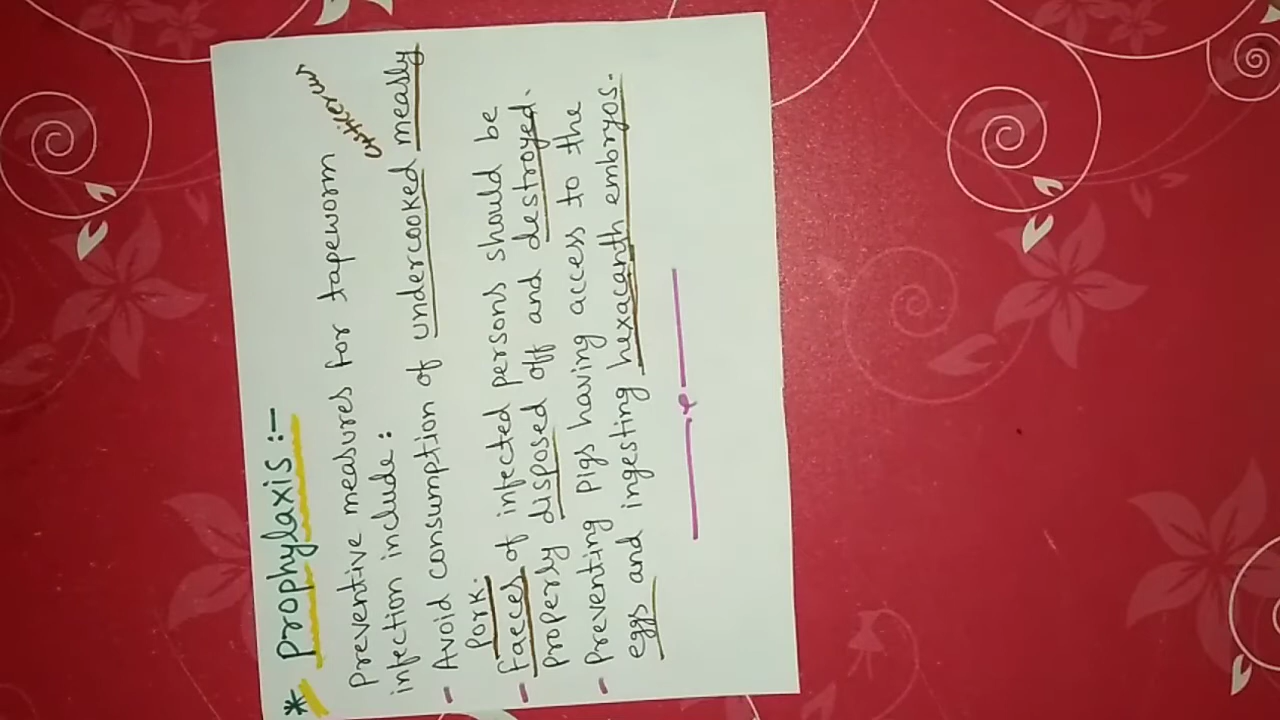 * Prophylaxis :-
Preventive measures for tapeworm
infection include :
- Avoid consumption of undercooked measly
Pork.
- Faeces of infected persons should be
properly disposed off and destroyed.
- Preventing Pigs having access to the
eggs and ingesting hexacanth embryos.